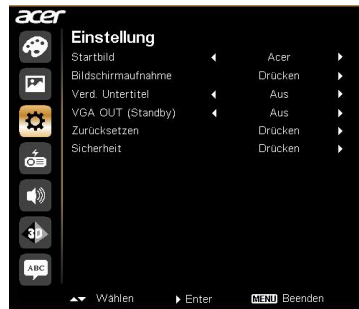 acer
Einstellung
Startbild Acer
Bildschirmaufnahme Drücken
Verd. Untertitel Aus
VGA OUT (Standby) Aus
Zurücksetzen Drücken
Sicherheit Drücken
3D
ABC
Wählen Enter MENU Beenden